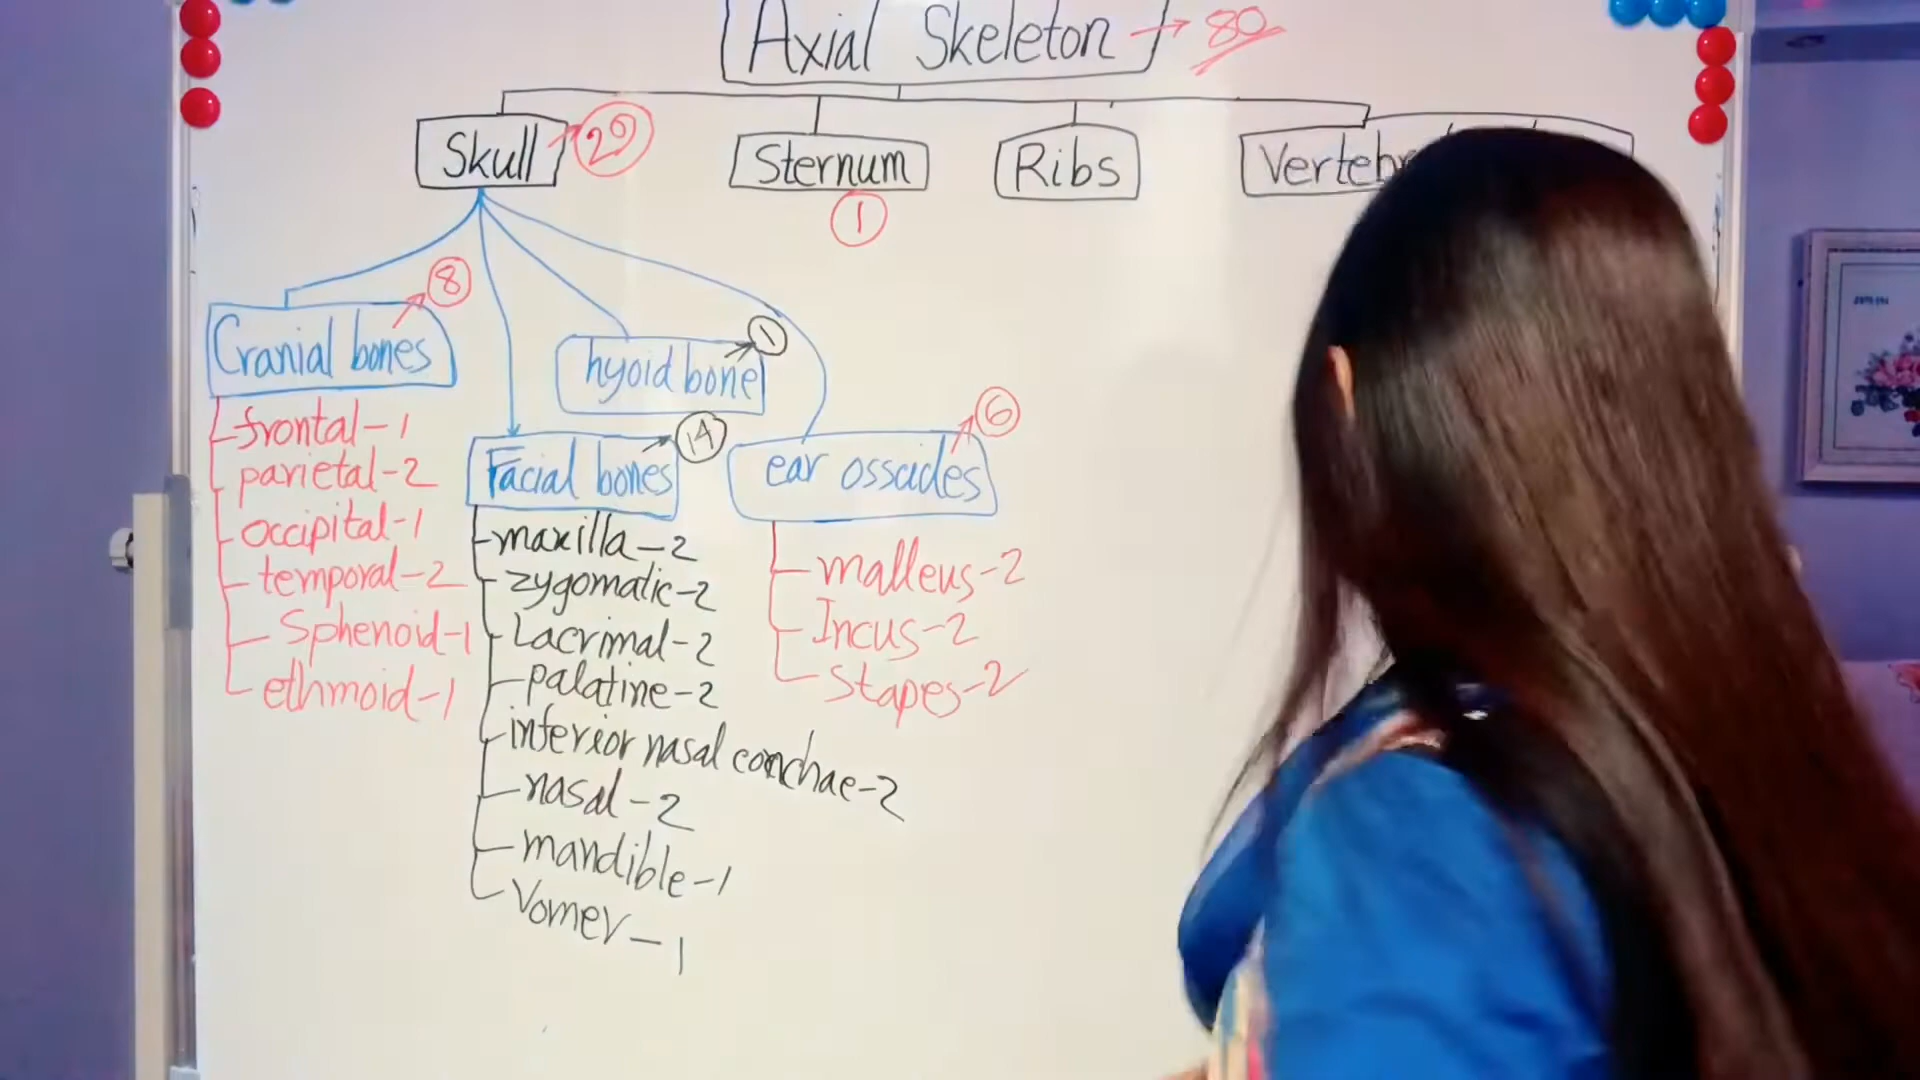 Axial Skeleton → 80
Skull → 29
Sternum
1
Ribs
Vertebr
Cranial bones → 8
frontal-1
parietal-2
occipital-1
temporal-2
Sphenoid-1
ethmoid-1
hyoid bone → 1
Facial bones → 14
maxilla-2
zygomatic-2
Lacrimal-2
palatine-2
inferior nasal conchae-2
nasal-2
mandible-1
Vomer-1
ear ossicles → 6
malleus-2
Incus-2
Stapes-2